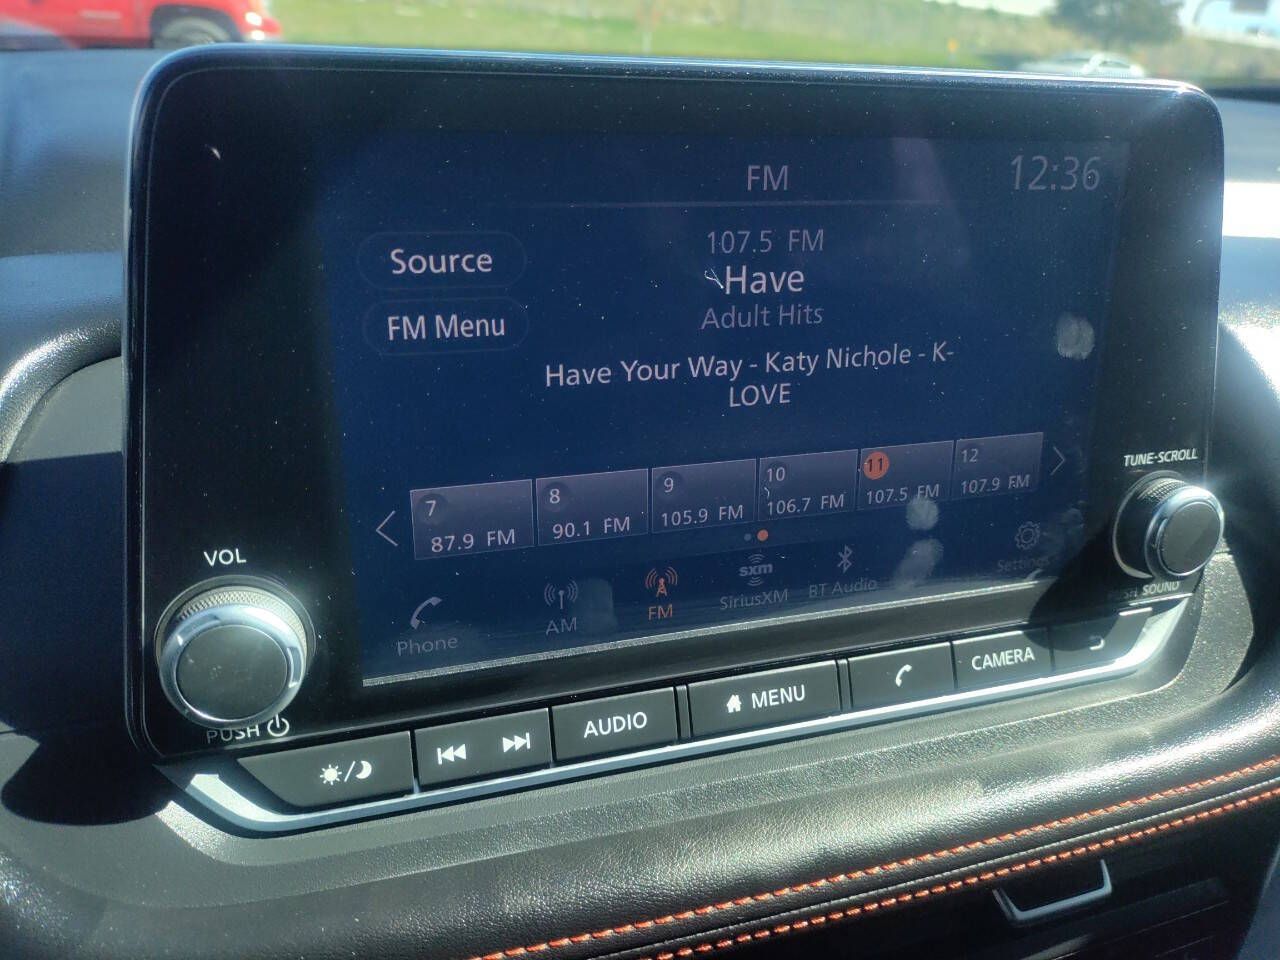 FM
12:36
Source
FM Menu
107.5 FM
Have
Adult Hits
Have Your Way - Katy Nichole - K-
LOVE
7
87.9 FM
8
90.1 FM
9
105.9 FM
10
106.7 FM
11
107.5 FM
12
107.9 FM
Phone
AM
FM
sxm
SiriusXM
BT Audio
Settings
VOL
PUSH
TUNE-SCROLL
PUSH SOUND
AUDIO
MENU
CAMERA